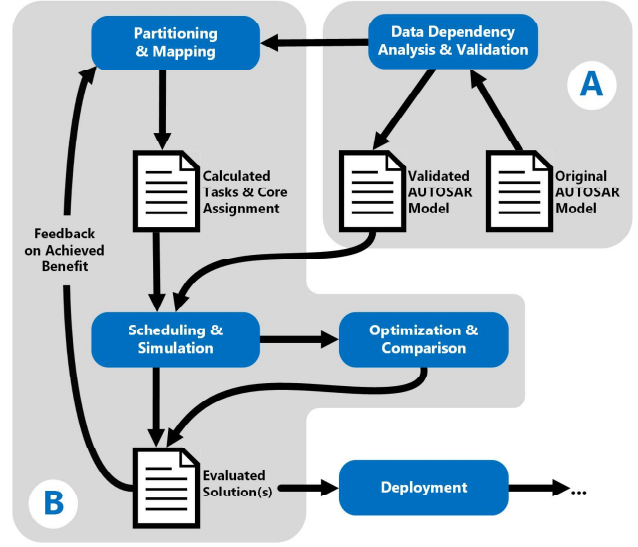 Partitioning
& Mapping
Data Dependency
Analysis & Validation
A
Calculated
Tasks & Core
Assignment
Validated
AUTOSAR
Model
Original
AUTOSAR
Model
Feedback
on Achieved
Benefit
Scheduling &
Simulation
Optimization &
Comparison
B
Evaluated
Solution(s)
Deployment
...